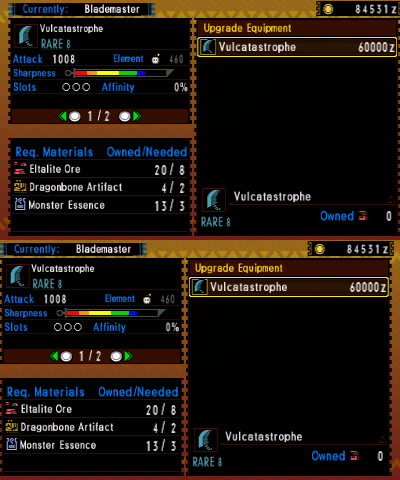 Currently: Blademaster
84531z
Vulcatastrophe
RARE 8
Attack 1008 Element 460
Sharpness
Slots ○○○ Affinity 0%
1/2
Req. Materials Owned/Needed
Eltalite Ore 20/8
Dragonbone Artifact 4/2
Monster Essence 13/3
Upgrade Equipment
Vulcatastrophe 60000z
Vulcatastrophe
RARE 8
Owned 0
Currently: Blademaster
84531z
Vulcatastrophe
RARE 8
Attack 1008 Element 460
Sharpness
Slots ○○○ Affinity 0%
1/2
Req. Materials Owned/Needed
Eltalite Ore 20/8
Dragonbone Artifact 4/2
Monster Essence 13/3
Upgrade Equipment
Vulcatastrophe 60000z
Vulcatastrophe
RARE 8
Owned 0